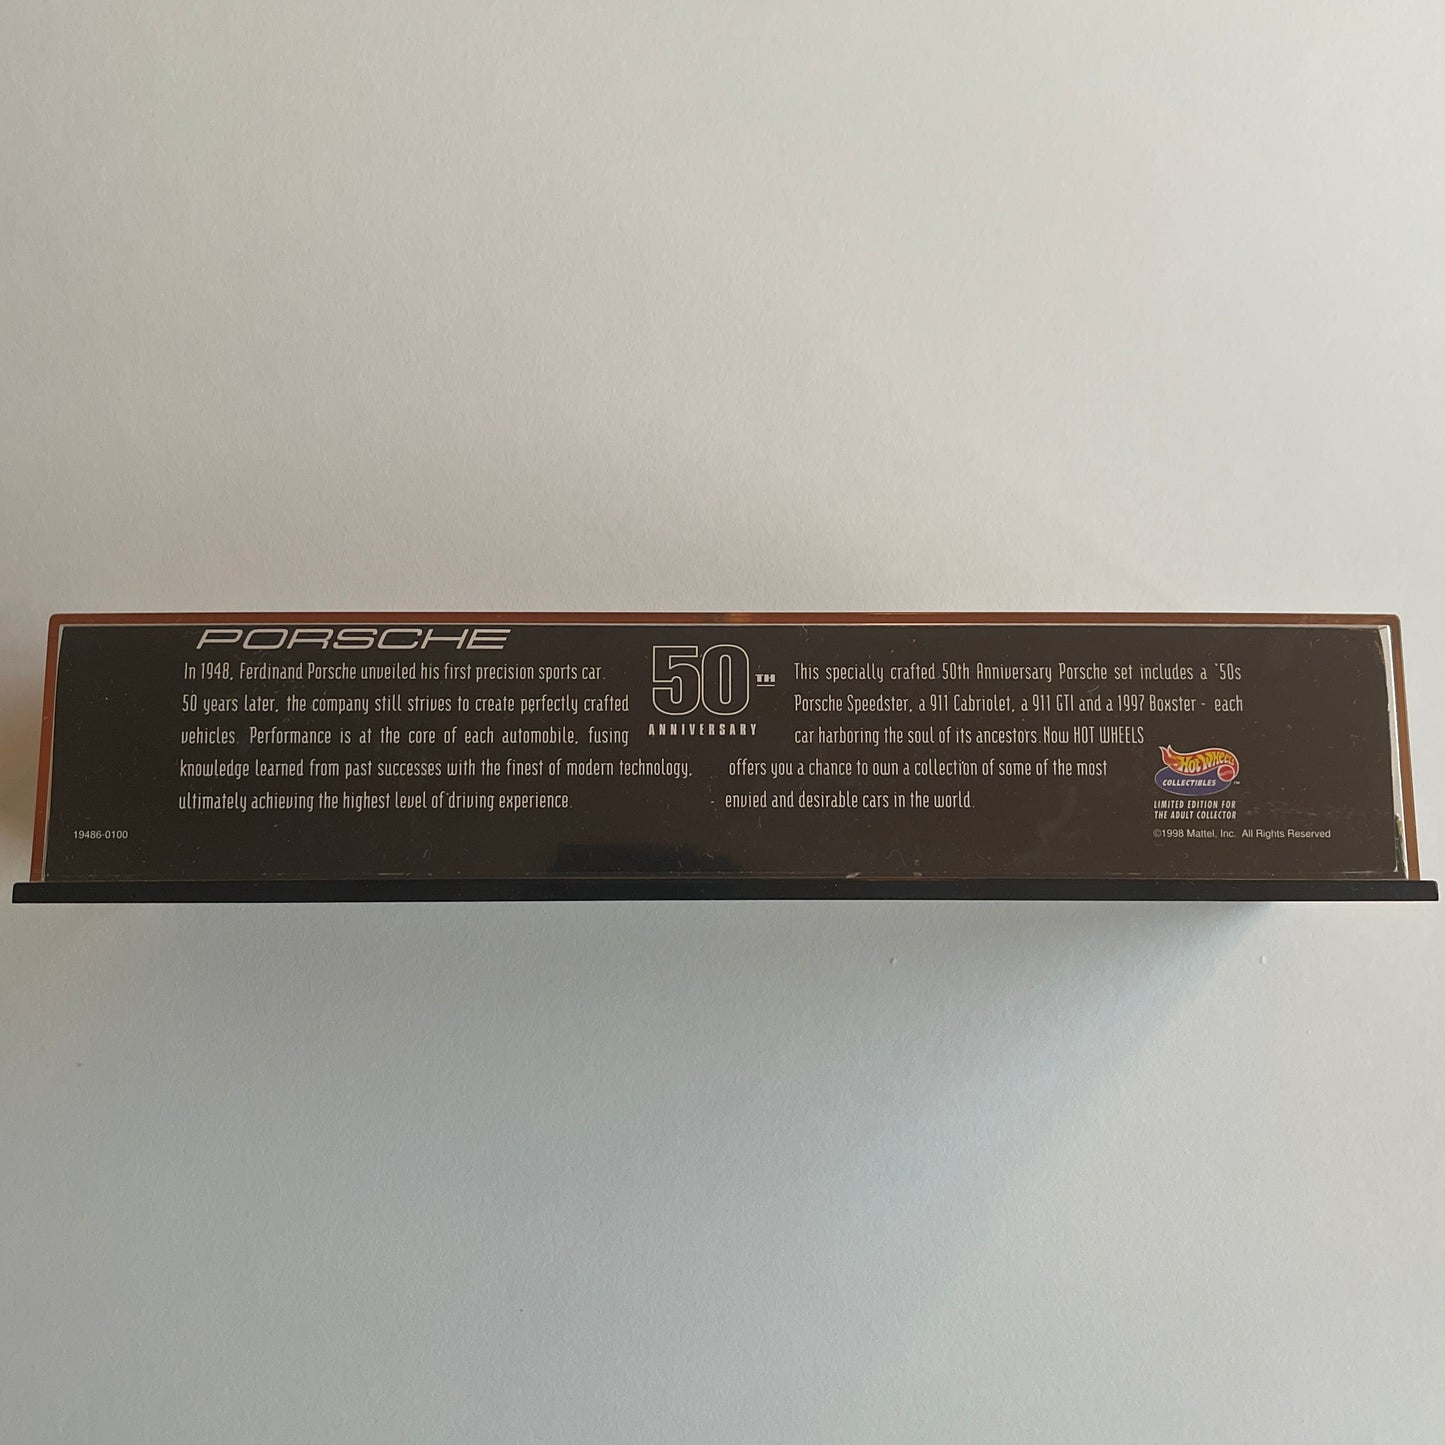 PORSCHE
In 1948, Ferdinand Porsche unveiled his first precision sports car.
50 years later, the company still strives to create perfectly crafted
vehicles. Performance is at the core of each automobile, fusing
knowledge learned from past successes with the finest of modern technology,
ultimately achieving the highest level of driving experience.
19486-0100
50TH
ANNIVERSARY
This specially crafted 50th Anniversary Porsche set includes a `50s
Porsche Speedster, a 911 Cabriolet, a 911 GTI and a 1997 Boxster - each
car harboring the soul of its ancestors. Now HOT WHEELS
offers you a chance to own a collection of some of the most
envied and desirable cars in the world.
Hot Wheels
COLLECTIBLES™
LIMITED EDITION FOR
THE ADULT COLLECTOR
©1998 Mattel, Inc. All Rights Reserved